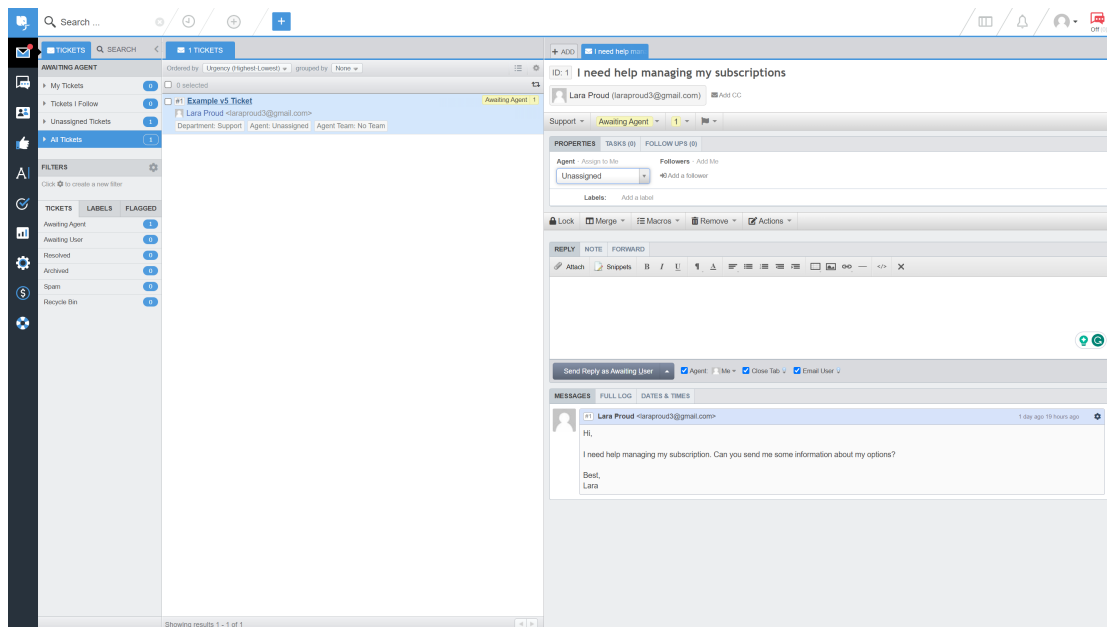 Search ...
Off
TICKETS SEARCH
AWAITING AGENT
My Tickets 0
Tickets I Follow 0
Unassigned Tickets 1
All Tickets 1
FILTERS
Click to create a new filter
TICKETS LABELS FLAGGED
Awaiting Agent 1
Awaiting User 0
Resolved 0
Archived 0
Spam 0
Recycle Bin 0
1 TICKETS
Ordered by Urgency (Highest-Lowest) grouped by None
0 selected
#1 Example v5 Ticket Awaiting Agent 1
Lara Proud <laraproud3@gmail.com>
Department: Support Agent: Unassigned Agent Team: No Team
Showing results 1 - 1 of 1
+ ADD I need help man
ID: 1 I need help managing my subscriptions
Lara Proud (laraproud3@gmail.com) Add CC
Support Awaiting Agent 1
PROPERTIES TASKS (0) FOLLOW UPS (0)
Agent - Assign to Me Followers - Add Me
Unassigned Add a follower
Labels: Add a label
Lock Merge Macros Remove Actions
REPLY NOTE FORWARD
Attach Snippets B I U ¶ A </>
Send Reply as Awaiting User Agent: Me Close Tab Email User
MESSAGES FULL LOG DATES & TIMES
#1 Lara Proud <laraproud3@gmail.com> 1 day ago 19 hours ago
Hi,
I need help managing my subscription. Can you send me some information about my options?
Best,
Lara